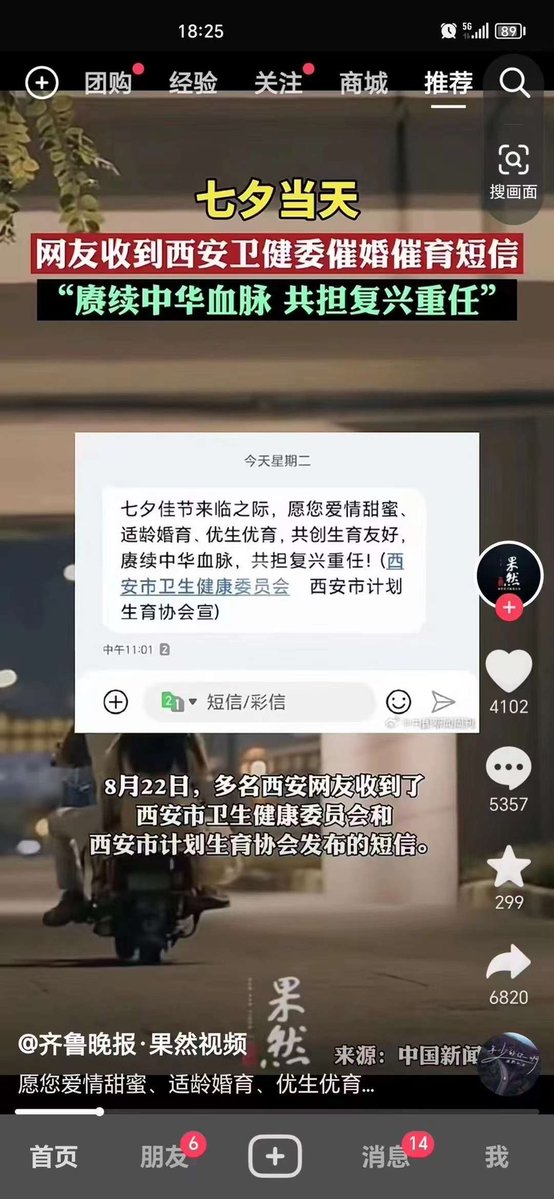 18:25
5G
89
团购
经验
关注
商城
推荐
搜画面
七夕当天
网友收到西安卫健委催婚催育短信
“赓续中华血脉 共担复兴重任”
今天星期二
七夕佳节来临之际，愿您爱情甜蜜、
适龄婚育、优生优育，共创生育友好，
赓续中华血脉，共担复兴重任!（西
安市卫生健康委员会 西安市计划
生育协会宣)
中午11:01 2
21
短信/彩信
中国新闻周刊
果然
4102
5357
299
6820
8月22日，多名西安网友收到了
西安市卫生健康委员会和
西安市计划生育协会发布的短信。
果然
@齐鲁晚报·果然视频
来源：中国新闻
愿您爱情甜蜜、适龄婚育、优生优育...
首页
朋友
6
消息
14
我